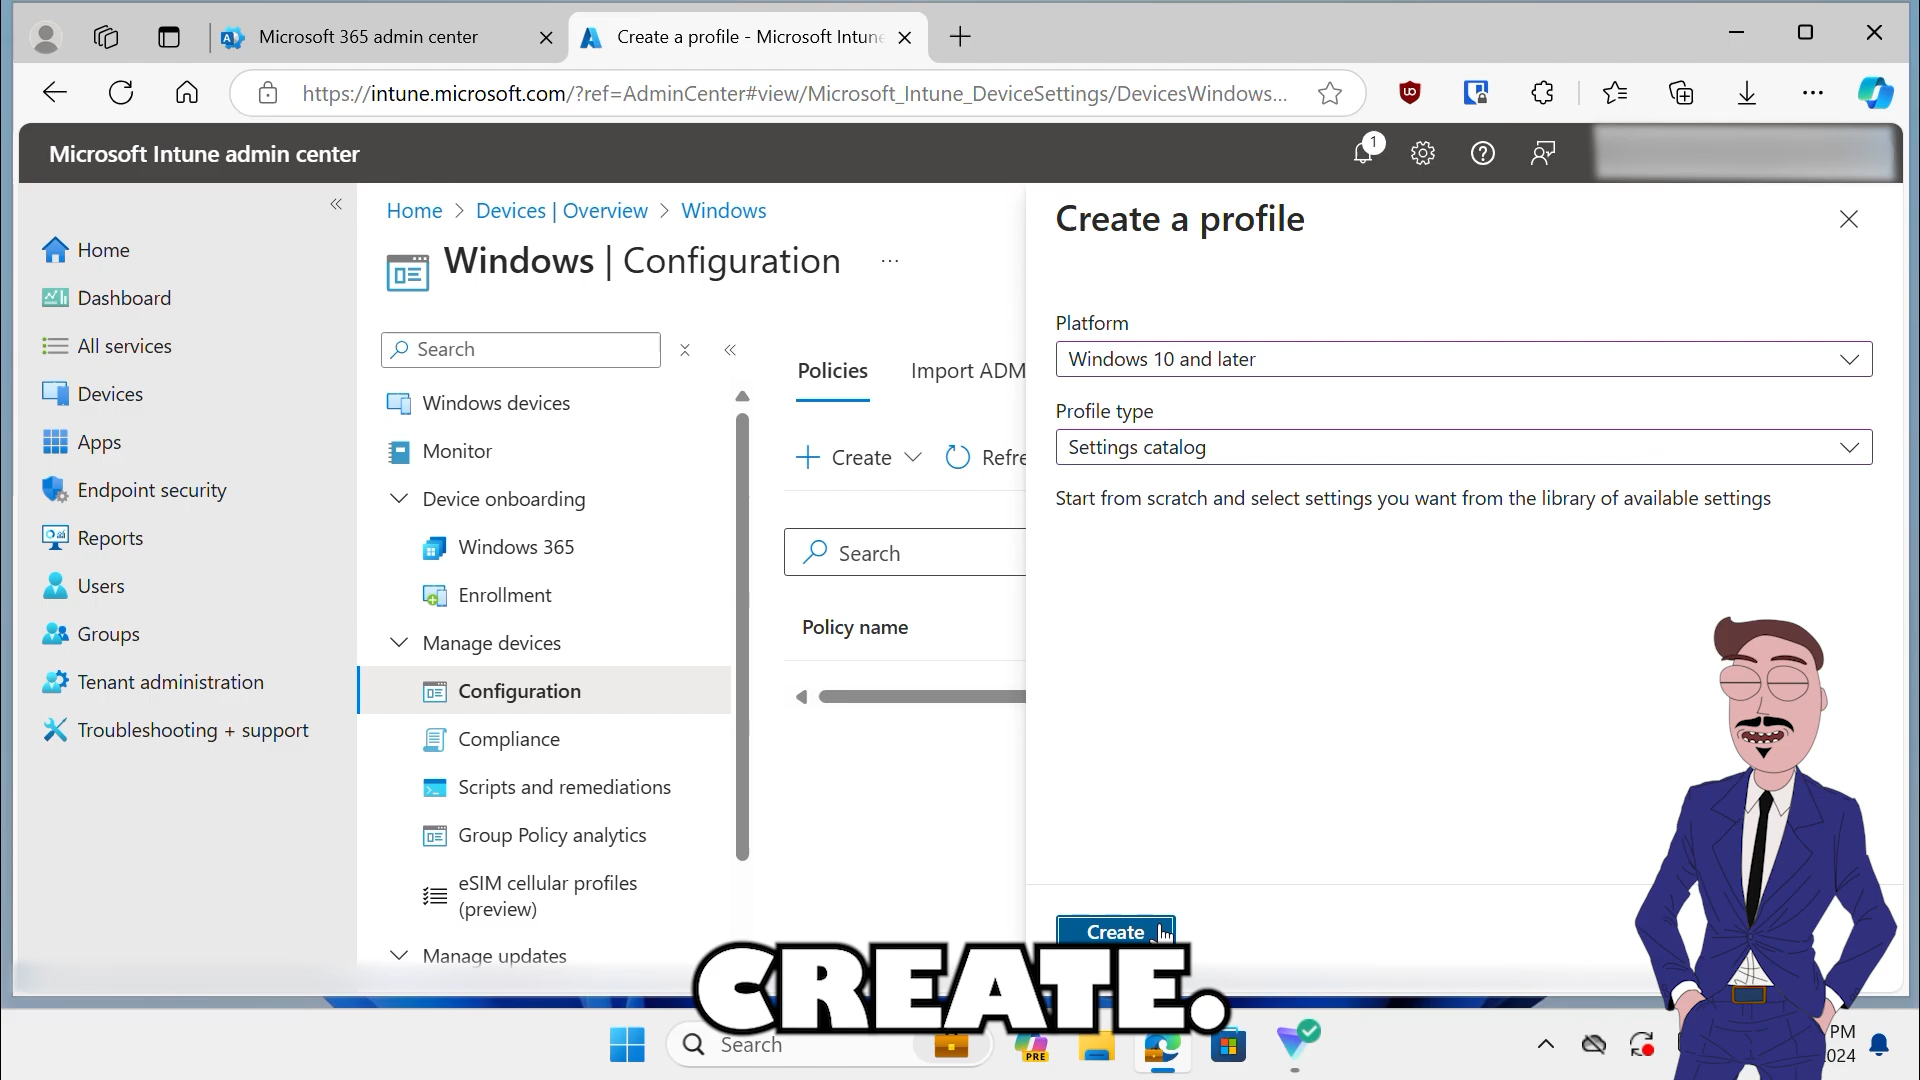 Microsoft 365 admin center
Create a profile - Microsoft Intune
https://intune.microsoft.com/?ref=AdminCenter#view/Microsoft_Intune_DeviceSettings/DevicesWindows...
Microsoft Intune admin center
1
Home
Dashboard
All services
Devices
Apps
Endpoint security
Reports
Users
Groups
Tenant administration
Troubleshooting + support
Home > Devices | Overview > Windows
Windows | Configuration
...
Search
Windows devices
Monitor
Device onboarding
Windows 365
Enrollment
Manage devices
Configuration
Compliance
Scripts and remediations
Group Policy analytics
eSIM cellular profiles
(preview)
Manage updates
Policies
Import ADM
Create
Refre
Search
Policy name
Create a profile
Platform
Windows 10 and later
Profile type
Settings catalog
Start from scratch and select settings you want from the library of available settings
Create
CREATE.
Search
PRE
PM
024